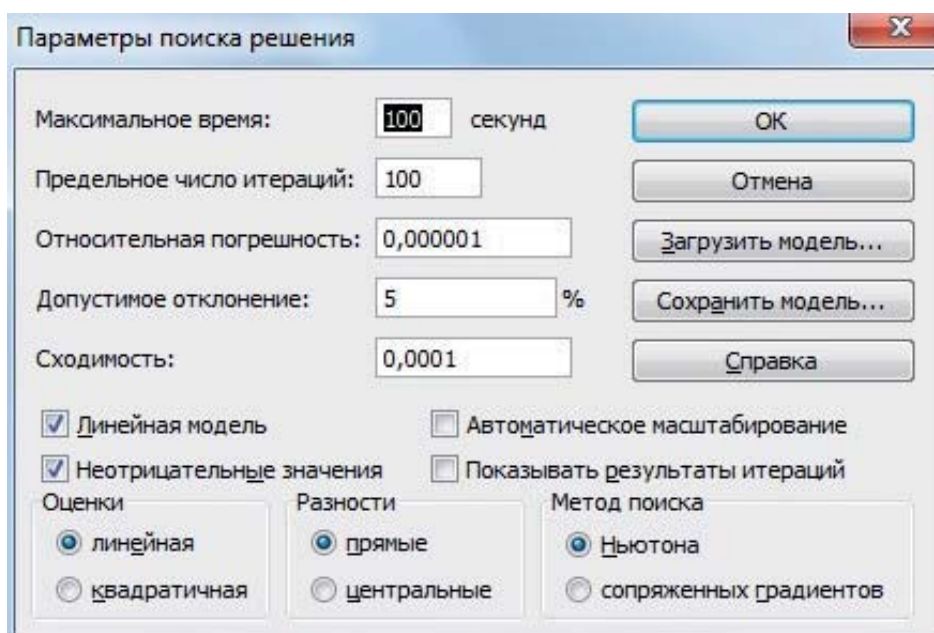 Параметры поиска решения
Максимальное время: 100 секунд ОК
Предельное число итераций: 100 Отмена
Относительная погрешность: 0,000001 Загрузить модель...
Допустимое отклонение: 5 % Сохранить модель...
Сходимость: 0,0001 Справка
Линейная модель Автоматическое масштабирование
Неотрицательные значения Показывать результаты итераций
Оценки Разности Метод поиска
линейная прямые Ньютона
квадратичная центральные сопряженных градиентов